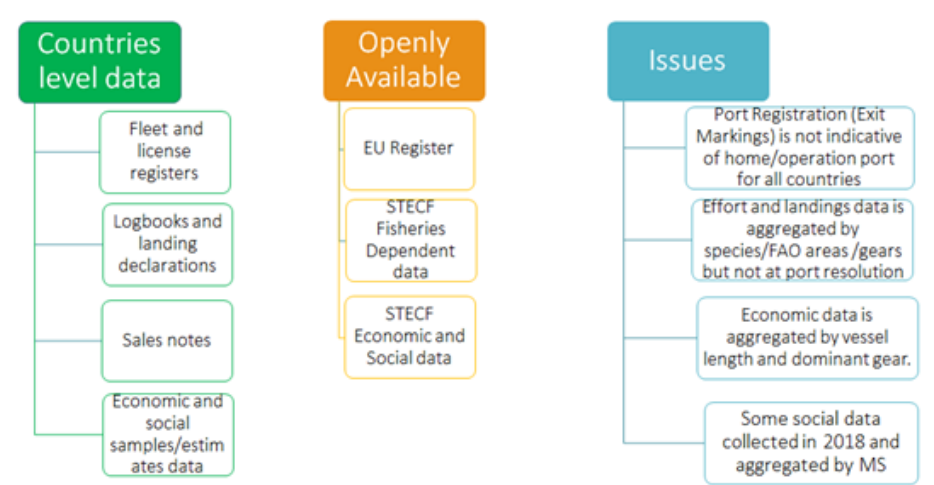 Countries
level data
Fleet and
license
registers
Logbooks and
landing
declarations
Sales notes
Economic and
social
samples/estim
ates data
Openly
Available
EU Register
STECF
Fisheries
Dependent
data
STECF
Economic and
Social data
Issues
Port Registration (Exit
Markings) is not indicative
of home/operation port
for all countries
Effort and landings data is
aggregated by
species/FAO areas /gears
but not at port resolution
Economic data is
aggregated by vessel
length and dominant gear.
Some social data
collected in 2018 and
aggregated by MS